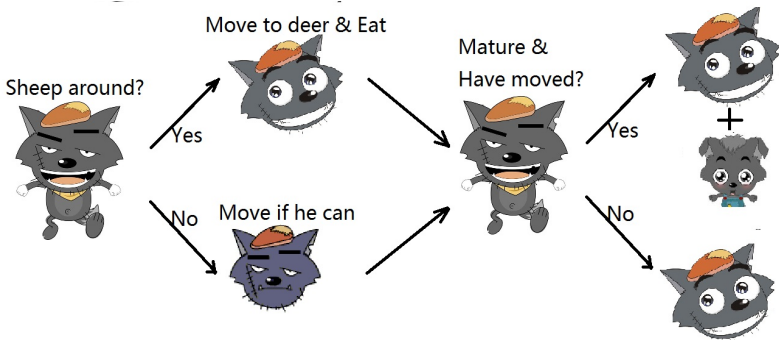 Sheep around?
Move to deer & Eat
Yes
No
Move if he can
Mature &
Have moved?
Yes
+
No